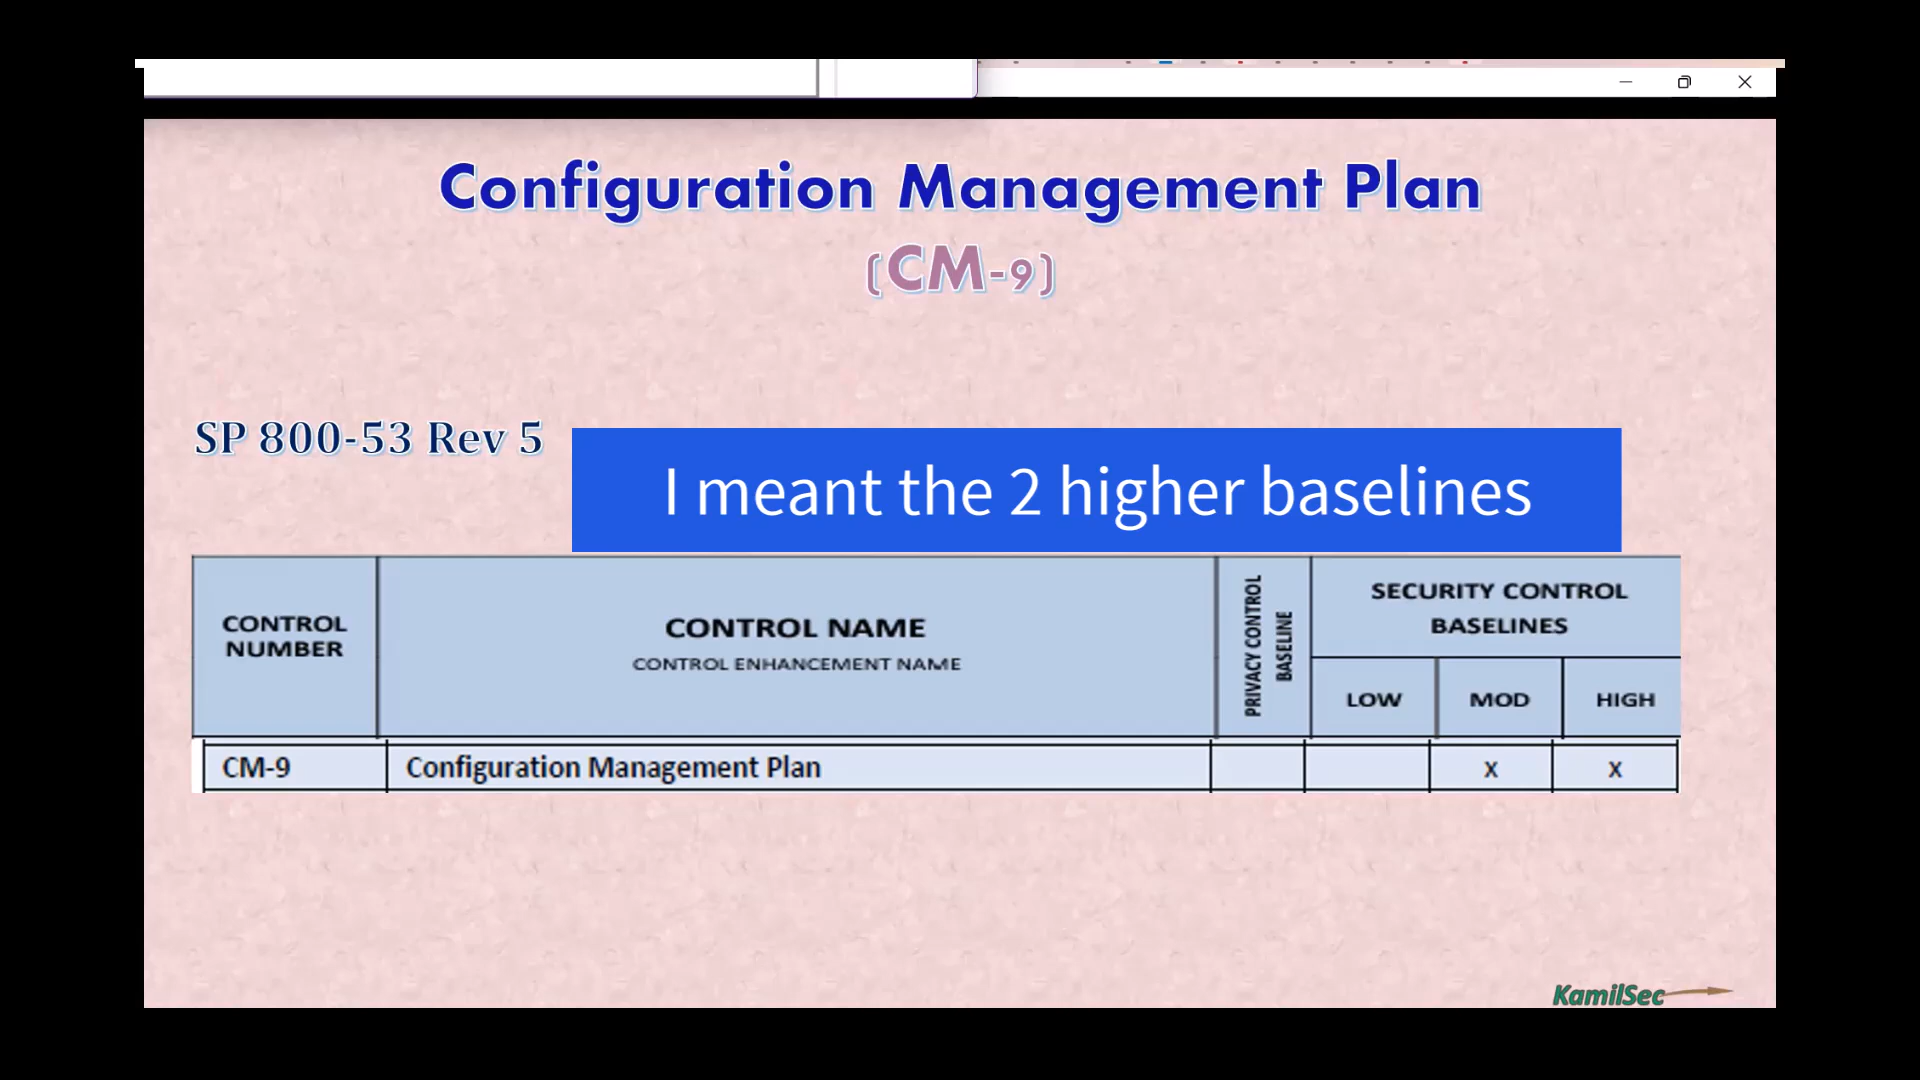 Configuration Management Plan
(CM-9)
SP 800-53 Rev 5
I meant the 2 higher baselines
CONTROL NUMBER
CONTROL NAME
CONTROL ENHANCEMENT NAME
PRIVACY CONTROL BASELINE
SECURITY CONTROL BASELINES
LOW MOD HIGH
CM-9 Configuration Management Plan x x
KamilSec